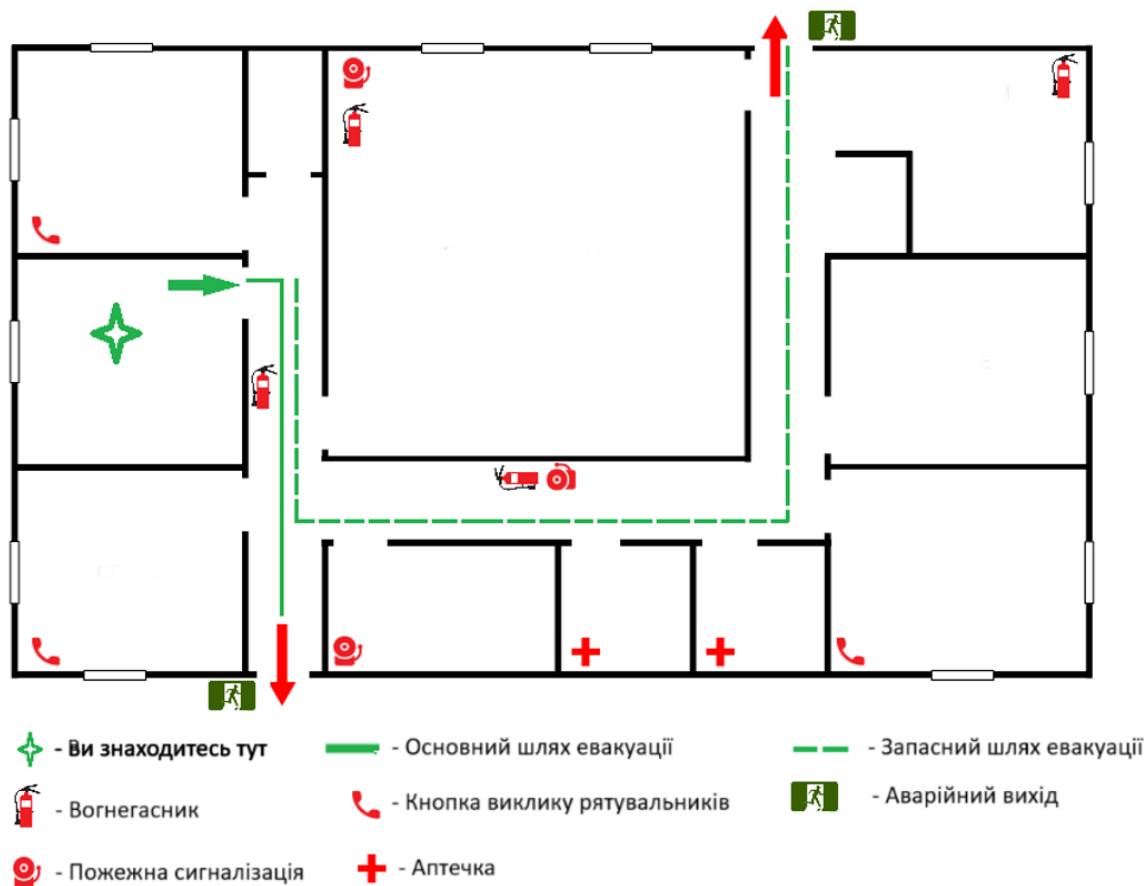 - Ви знаходитесь тут
- Основний шлях евакуації
- Запасний шлях евакуації
- Вогнегасник
- Кнопка виклику рятувальників
- Аварійний вихід
- Пожежна сигналізація
- Аптечка